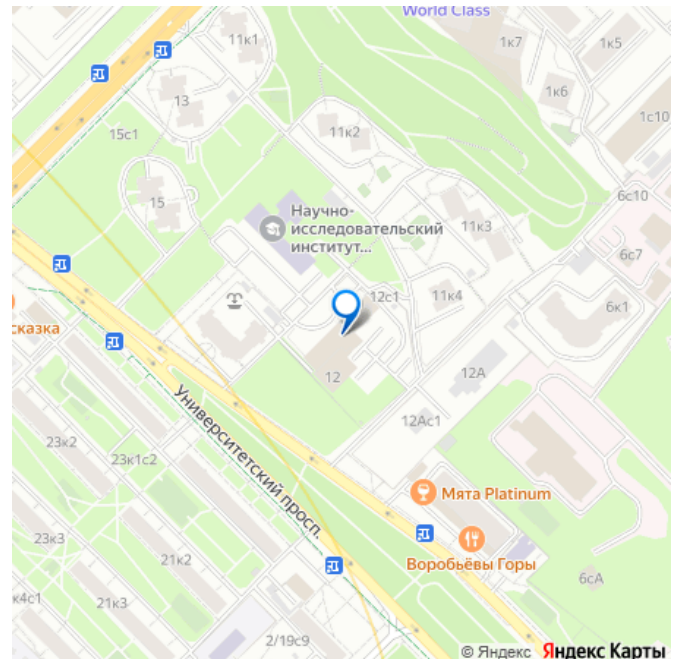 World Class
11к1
1к7
1к5
1к6
13
1с10
15с1
11к2
15
6с10
Научно-
исследовательский
институт...
11к3
6с7
12с1
11к4
6к1
сказка
12
12А
Университетский просп.
12Ас1
23к2
23к1с2
Мята Platinum
23к3
21к2
Воробьёвы Горы
6сА
к4с1
21к3
2/19с9
© Яндекс Яндекс Карты